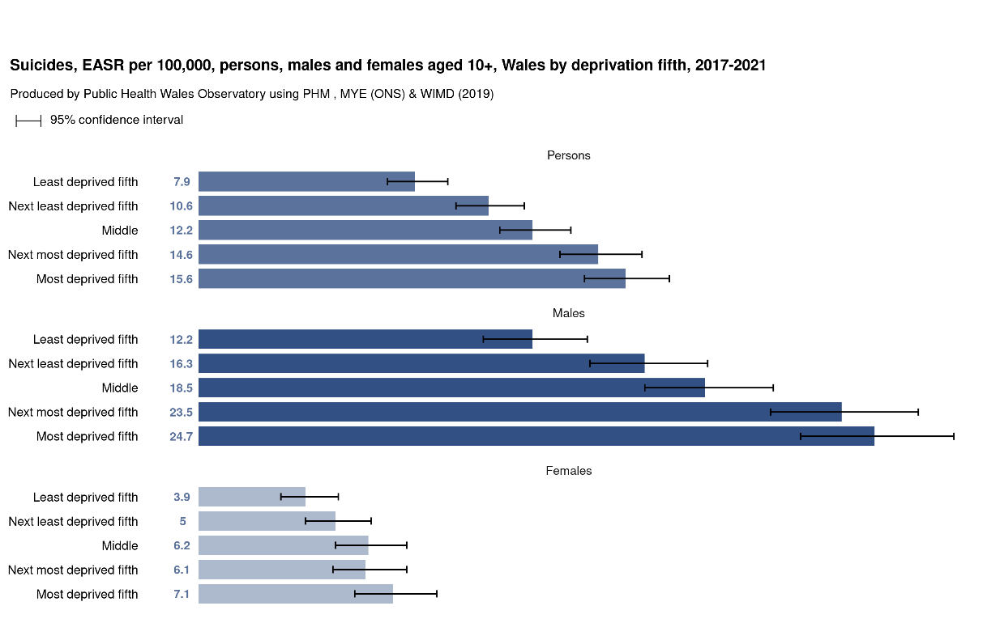 Suicides, EASR per 100,000, persons, males and females aged 10+, Wales by deprivation fifth, 2017-2021
Produced by Public Health Wales Observatory using PHM , MYE (ONS) & WIMD (2019)
95% confidence interval
Persons
Least deprived fifth 7.9
Next least deprived fifth 10.6
Middle 12.2
Next most deprived fifth 14.6
Most deprived fifth 15.6
Males
Least deprived fifth 12.2
Next least deprived fifth 16.3
Middle 18.5
Next most deprived fifth 23.5
Most deprived fifth 24.7
Females
Least deprived fifth 3.9
Next least deprived fifth 5
Middle 6.2
Next most deprived fifth 6.1
Most deprived fifth 7.1